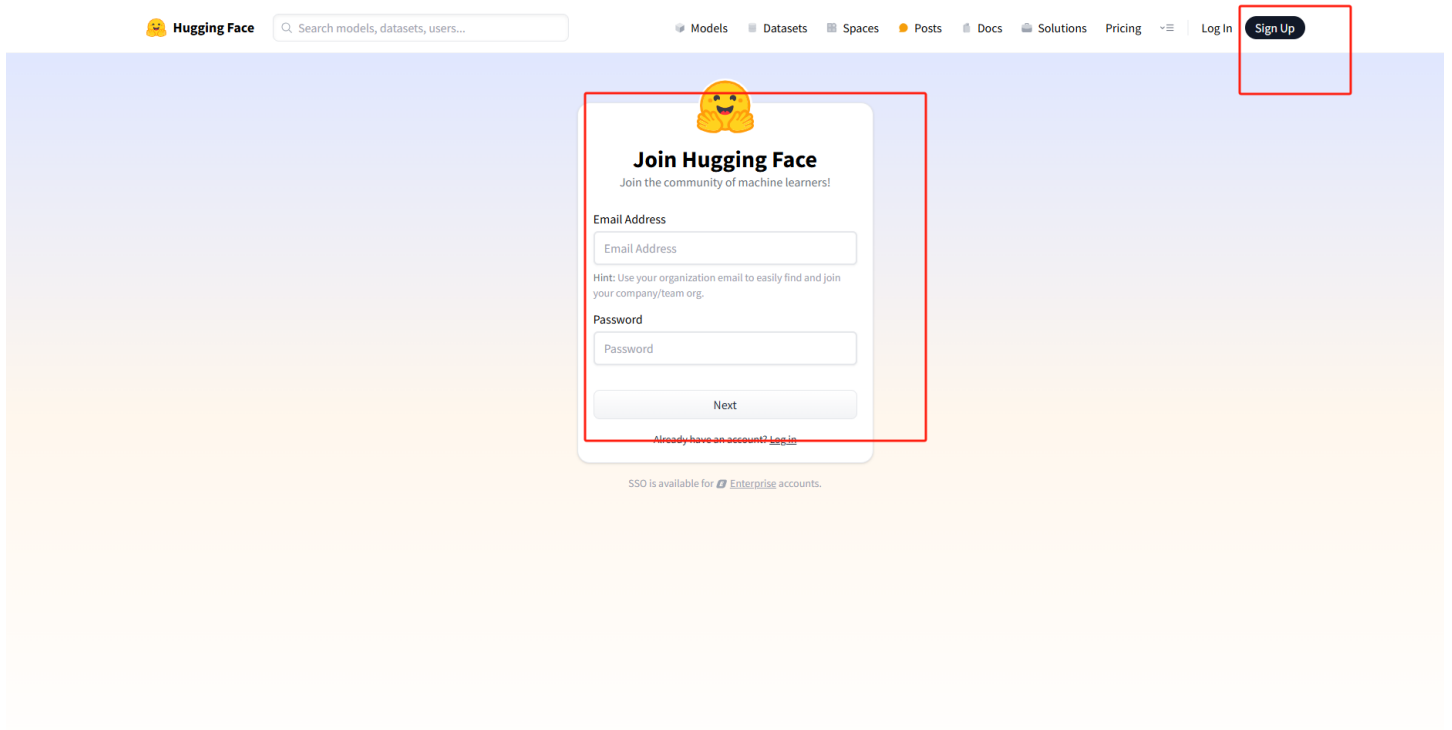 Hugging Face
Search models, datasets, users...
Models Datasets Spaces Posts Docs Solutions Pricing Log In Sign Up
Join Hugging Face
Join the community of machine learners!
Email Address
Email Address
Hint: Use your organization email to easily find and join
your company/team org.
Password
Password
Next
Already have an account? Log in
SSO is available for Enterprise accounts.